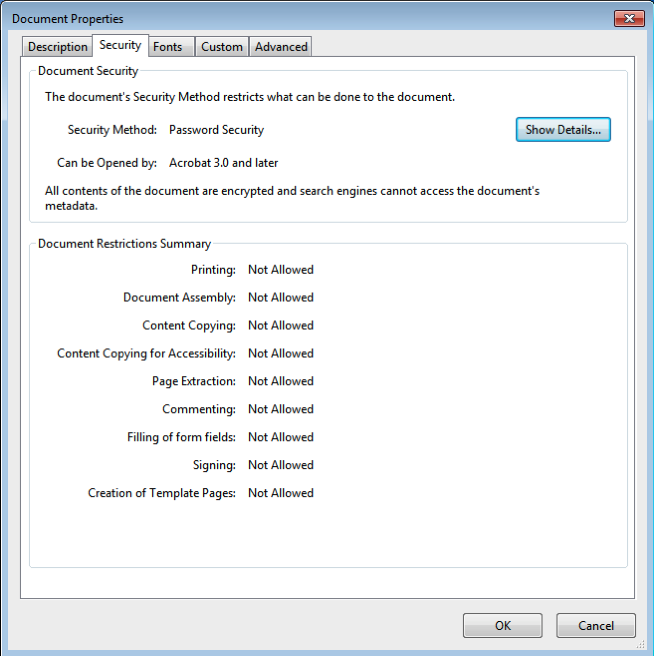 Document Properties
Description Security Fonts Custom Advanced
Document Security
The document's Security Method restricts what can be done to the document.
Security Method: Password Security Show Details...
Can be Opened by: Acrobat 3.0 and later
All contents of the document are encrypted and search engines cannot access the document's
metadata.
Document Restrictions Summary
Printing: Not Allowed
Document Assembly: Not Allowed
Content Copying: Not Allowed
Content Copying for Accessibility: Not Allowed
Page Extraction: Not Allowed
Commenting: Not Allowed
Filling of form fields: Not Allowed
Signing: Not Allowed
Creation of Template Pages: Not Allowed
OK Cancel